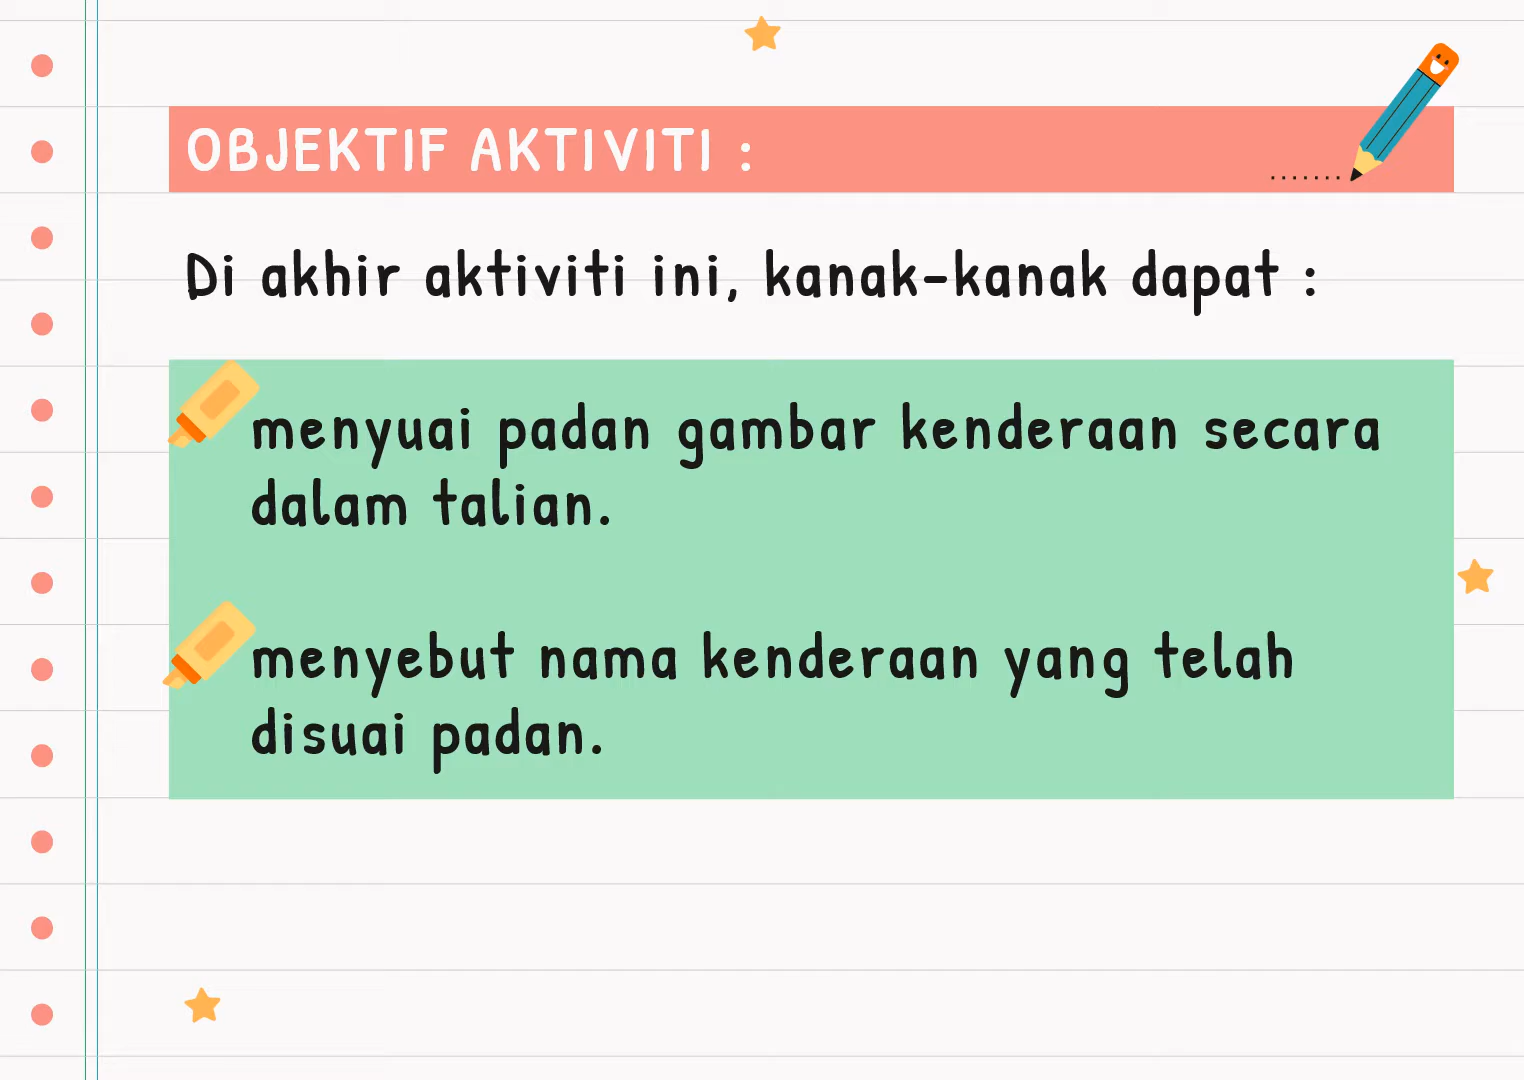 OBJEKTIF AKTIVITI :
Di akhir aktiviti ini, kanak-kanak dapat :
menyuai padan gambar kenderaan secara
dalam talian.
menyebut nama kenderaan yang telah
disuai padan.